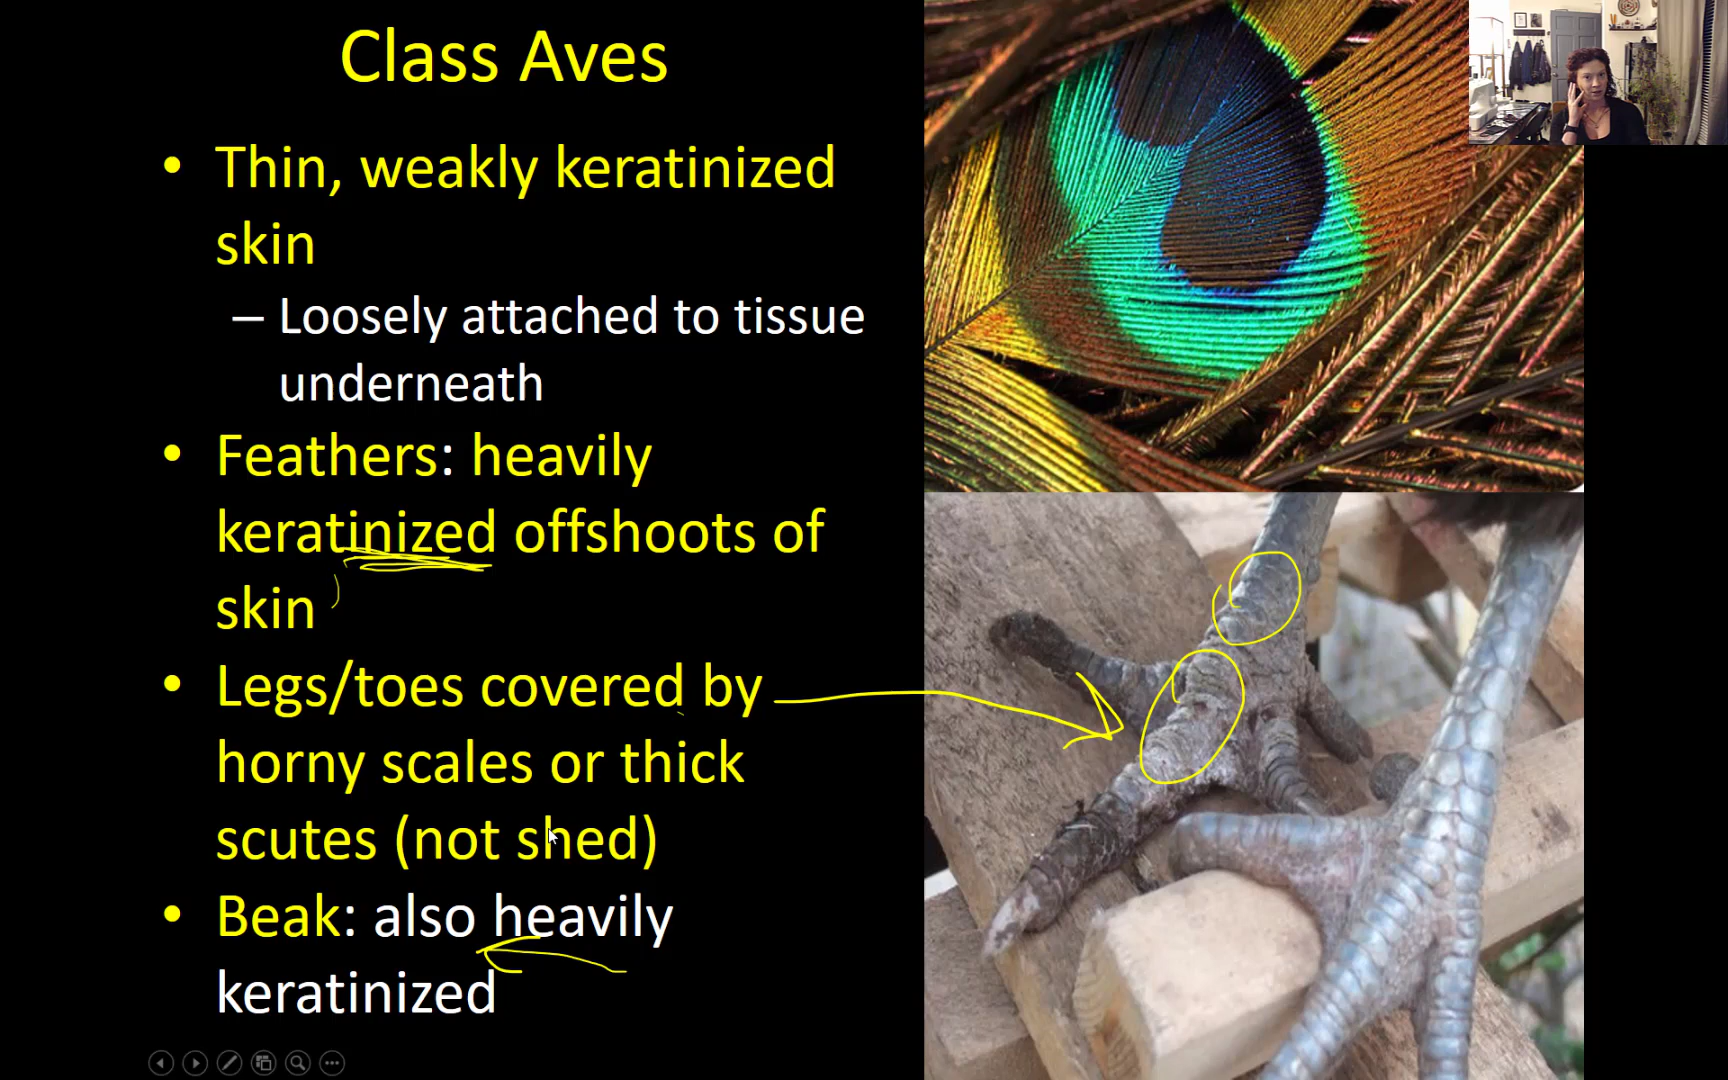 Class Aves
• Thin, weakly keratinized
skin
– Loosely attached to tissue
underneath
• Feathers: heavily
keratinized offshoots of
skin
• Legs/toes covered by
horny scales or thick
scutes (not shed)
• Beak: also heavily
keratinized